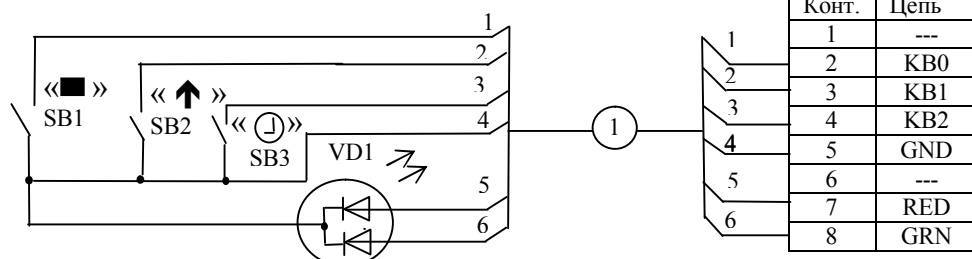 1
2
3
4
5
6
« ■ »
SB1
« ↑ »
SB2
« »
SB3
VD1
1
1
2
3
4
5
6
Конт. Цепь
1 ---
2 KB0
3 KB1
4 KB2
5 GND
6 ---
7 RED
8 GRN